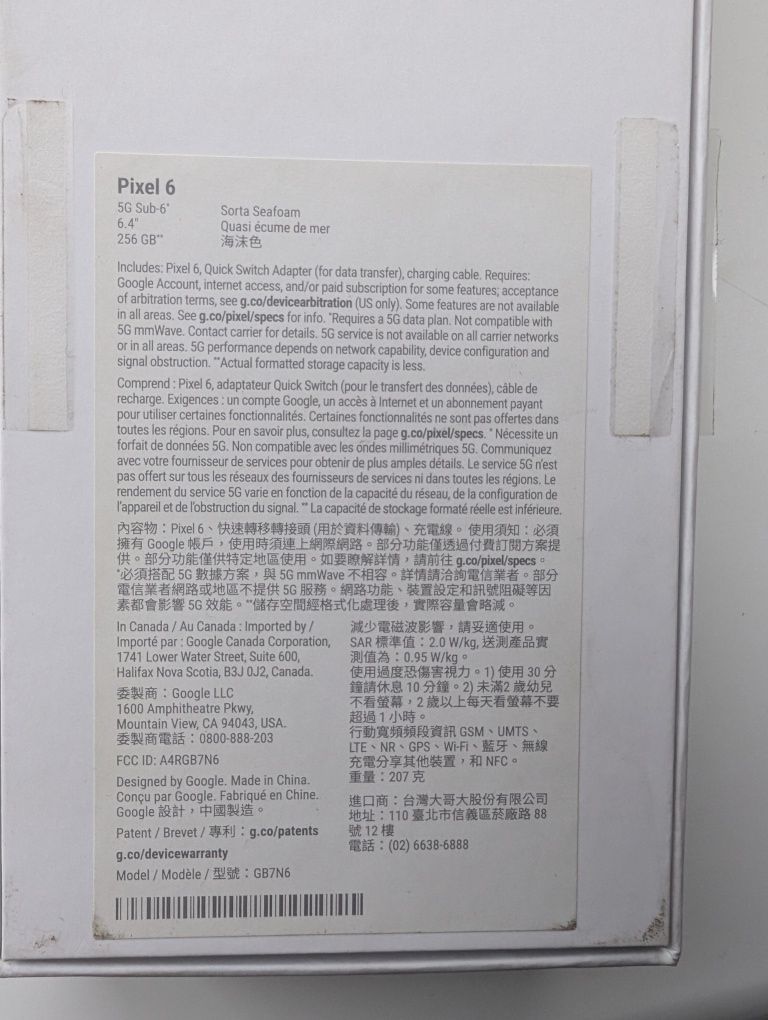 Pixel 6
5G Sub-6*
6.4"
256 GB**
Sorta Seafoam
Quasi écume de mer
海沫色
Includes: Pixel 6, Quick Switch Adapter (for data transfer), charging cable. Requires:
Google Account, internet access, and/or paid subscription for some features; acceptance
of arbitration terms, see g.co/devicearbitration (US only). Some features are not available
in all areas. See g.co/pixel/specs for info. *Requires a 5G data plan. Not compatible with
5G mmWave. Contact carrier for details. 5G service is not available on all carrier networks
or in all areas. 5G performance depends on network capability, device configuration and
signal obstruction. **Actual formatted storage capacity is less.
Comprend : Pixel 6, adaptateur Quick Switch (pour le transfert des données), câble de
recharge. Exigences : un compte Google, un accès à Internet et un abonnement payant
pour utiliser certaines fonctionnalités. Certaines fonctionnalités ne sont pas offertes dans
toutes les régions. Pour en savoir plus, consultez la page g.co/pixel/specs. * Nécessite un
forfait de données 5G. Non compatible avec les ondes millimétriques 5G. Communiquez
avec votre fournisseur de services pour obtenir de plus amples détails. Le service 5G n'est
pas offert sur tous les réseaux des fournisseurs de services ni dans toutes les régions. Le
rendement du service 5G varie en fonction de la capacité du réseau, de la configuration de
l'appareil et de l'obstruction du signal. ** La capacité de stockage formaté réelle est inférieure.
內容物：Pixel 6、快速轉移轉接頭 (用於資料傳輸)、充電線。 使用須知：必須
擁有 Google 帳戶，使用時須連上網際網路。部分功能僅透過付費訂閱方案提
供。部分功能僅供特定地區使用。如要瞭解詳情，請前往 g.co/pixel/specs。
*必須搭配 5G 數據方案，與 5G mmWave 不相容。詳情請洽詢電信業者。部分
電信業者網路或地區不提供 5G 服務。網路功能、裝置設定和訊號阻礙等因
素都會影響 5G 效能。**儲存空間經格式化處理後，實際容量會略減。
In Canada / Au Canada : Imported by /
Importé par : Google Canada Corporation,
1741 Lower Water Street, Suite 600,
Halifax Nova Scotia, B3J 0J2, Canada.
委製商：Google LLC
1600 Amphitheatre Pkwy,
Mountain View, CA 94043, USA.
委製商電話：0800-888-203
FCC ID: A4RGB7N6
Designed by Google. Made in China.
Conçu par Google. Fabriqué en Chine.
Google 設計，中國製造。
Patent / Brevet / 專利：g.co/patents
g.co/devicewarranty
Model / Modèle / 型號：GB7N6
減少電磁波影響，請妥適使用。
SAR 標準值：2.0 W/kg, 送測產品實
測值為：0.95 W/kg。
使用過度恐傷害視力。1) 使用 30 分
鐘請休息 10 分鐘。2) 未滿2 歲幼兒
不看螢幕，2 歲以上每天看螢幕不要
超過 1 小時。
行動寬頻頻段資訊 GSM、UMTS、
LTE、NR、GPS、Wi-Fi、藍牙、無線
充電分享其他裝置，和 NFC。
重量：207 克
進口商：台灣大哥大股份有限公司
地址：110 臺北市信義區菸廠路 88
號 12 樓
電話：(02) 6638-6888